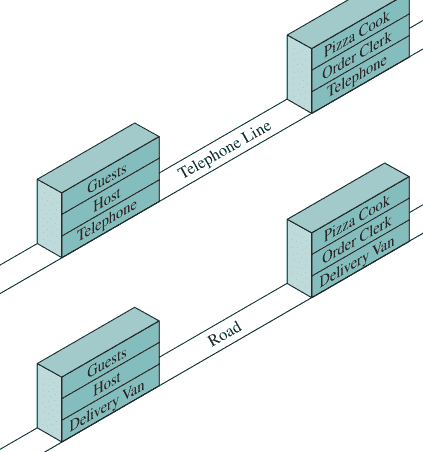 Pizza Cook
Order Clerk
Telephone
Telephone Line
Guests
Host
Telephone
Pizza Cook
Order Clerk
Delivery Van
Road
Guests
Host
Delivery Van